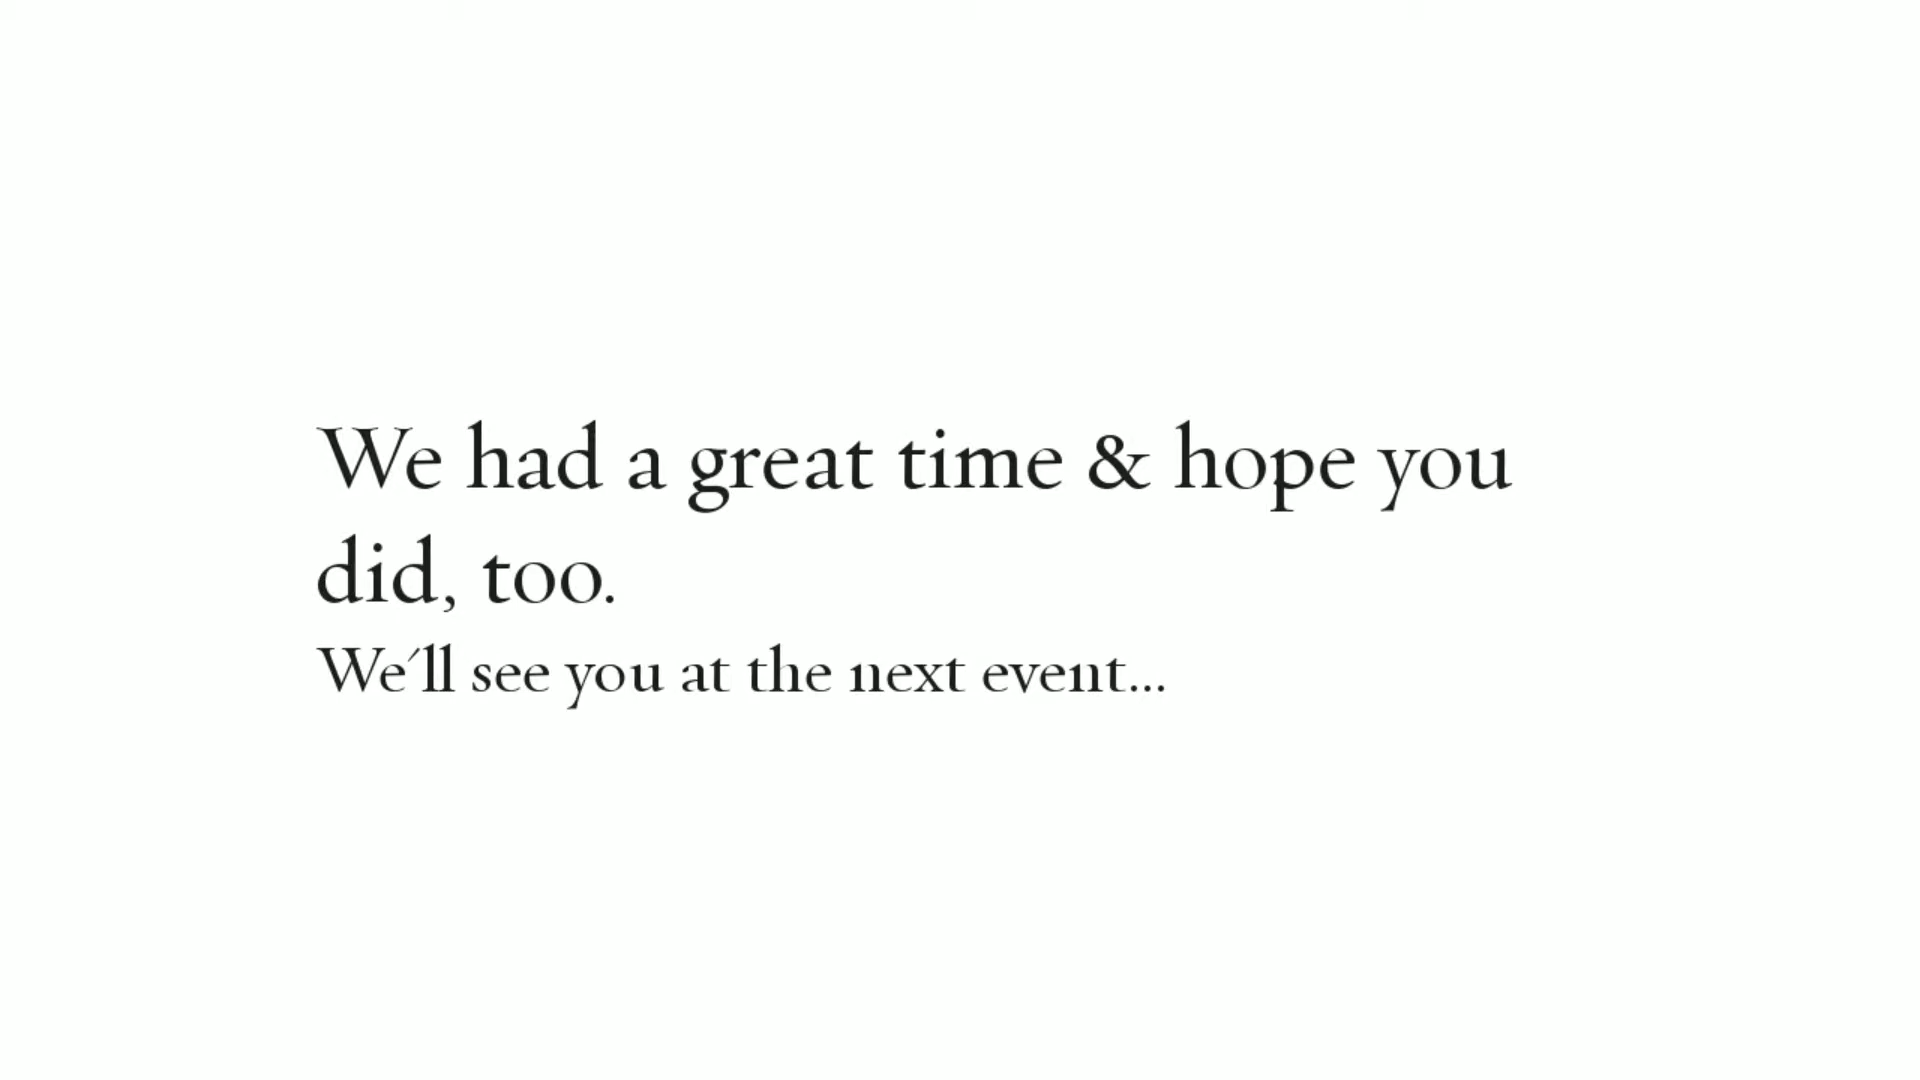 We had a great time & hope you
did, too.
We´ll see you at the next event...